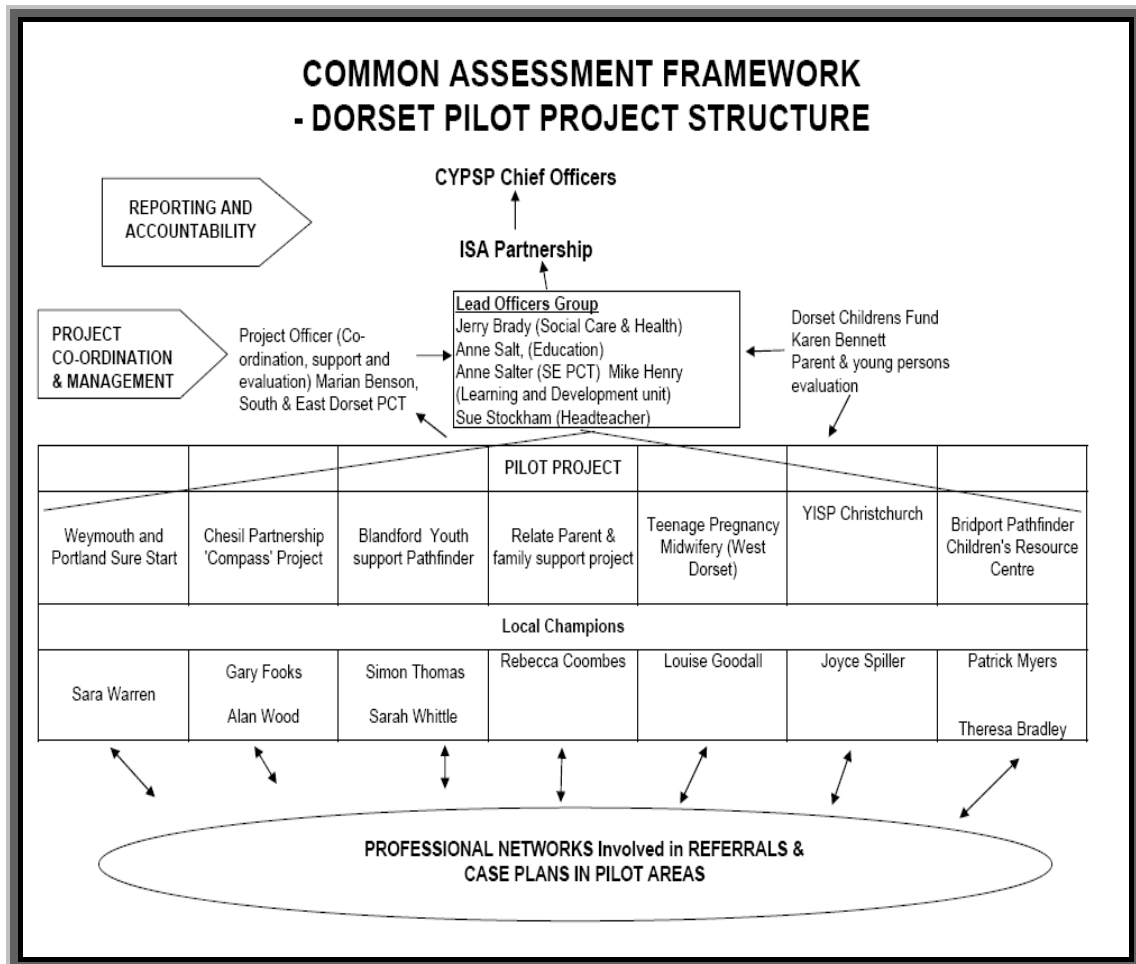 COMMON ASSESSMENT FRAMEWORK
- DORSET PILOT PROJECT STRUCTURE
CYPSP Chief Officers
REPORTING AND
ACCOUNTABILITY
ISA Partnership
PROJECT
CO-ORDINATION
& MANAGEMENT
Project Officer (Co-
ordination, support and
evaluation) Marian Benson,
South & East Dorset PCT
Lead Officers Group
Jerry Brady (Social Care & Health)
Anne Salt, (Education)
Anne Salter (SE PCT) Mike Henry
(Learning and Development unit)
Sue Stockham (Headteacher)
Dorset Childrens Fund
Karen Bennett
Parent & young persons
evaluation
PILOT PROJECT
Weymouth and
Portland Sure Start
Chesil Partnership
'Compass' Project
Blandford Youth
support Pathfinder
Relate Parent &
family support project
Teenage Pregnancy
Midwifery (West
Dorset)
YISP Christchurch
Bridport Pathfinder
Children's Resource
Centre
Local Champions
Sara Warren
Gary Fooks
Alan Wood
Simon Thomas
Sarah Whittle
Rebecca Coombes
Louise Goodall
Joyce Spiller
Patrick Myers
Theresa Bradley
PROFESSIONAL NETWORKS Involved in REFERRALS &
CASE PLANS IN PILOT AREAS